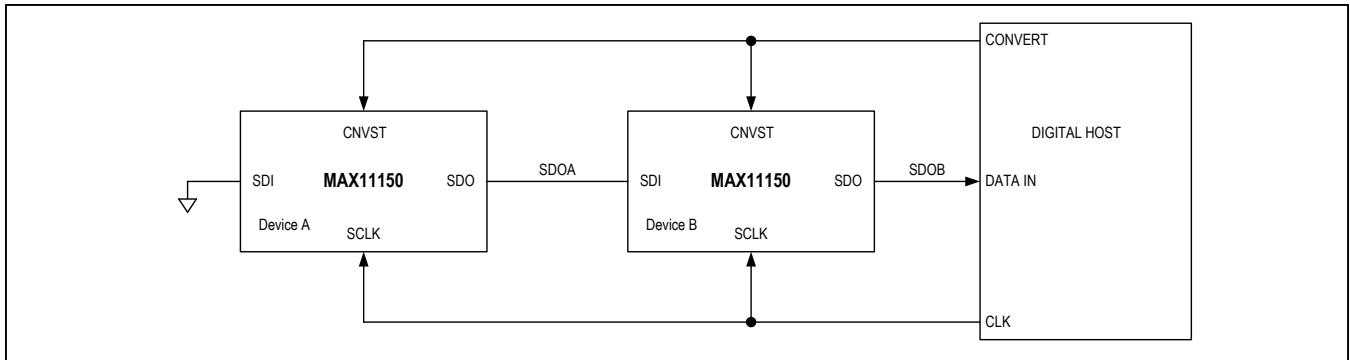 CONVERT
CNVST
CNVST
DIGITAL HOST
SDI MAX11150 SDO SDOA SDI MAX11150 SDO SDOB DATA IN
Device A
SCLK
Device B
SCLK
CLK